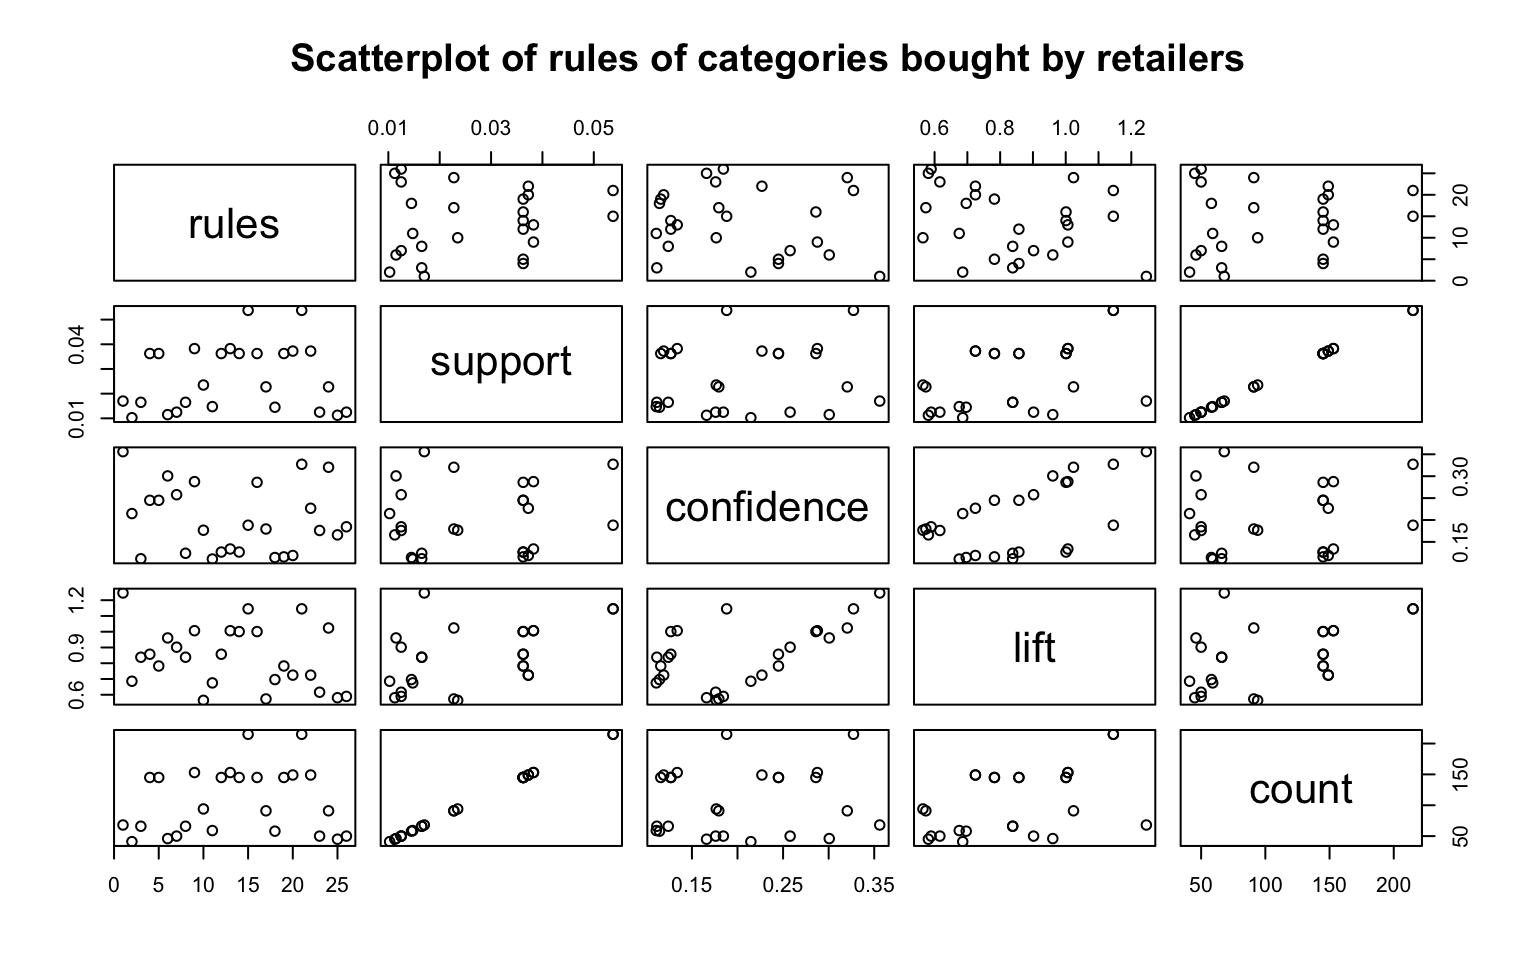 Scatterplot of rules of categories bought by retailers
0.01 0.03 0.05
0.6 0.8 1.0 1.2
rules
0 10 20
0.01 0.04
support
confidence
0.15 0.30
0.6 0.9 1.2
lift
count
50 150
0 5 10 15 20 25
0.15 0.25 0.35
50 100 150 200